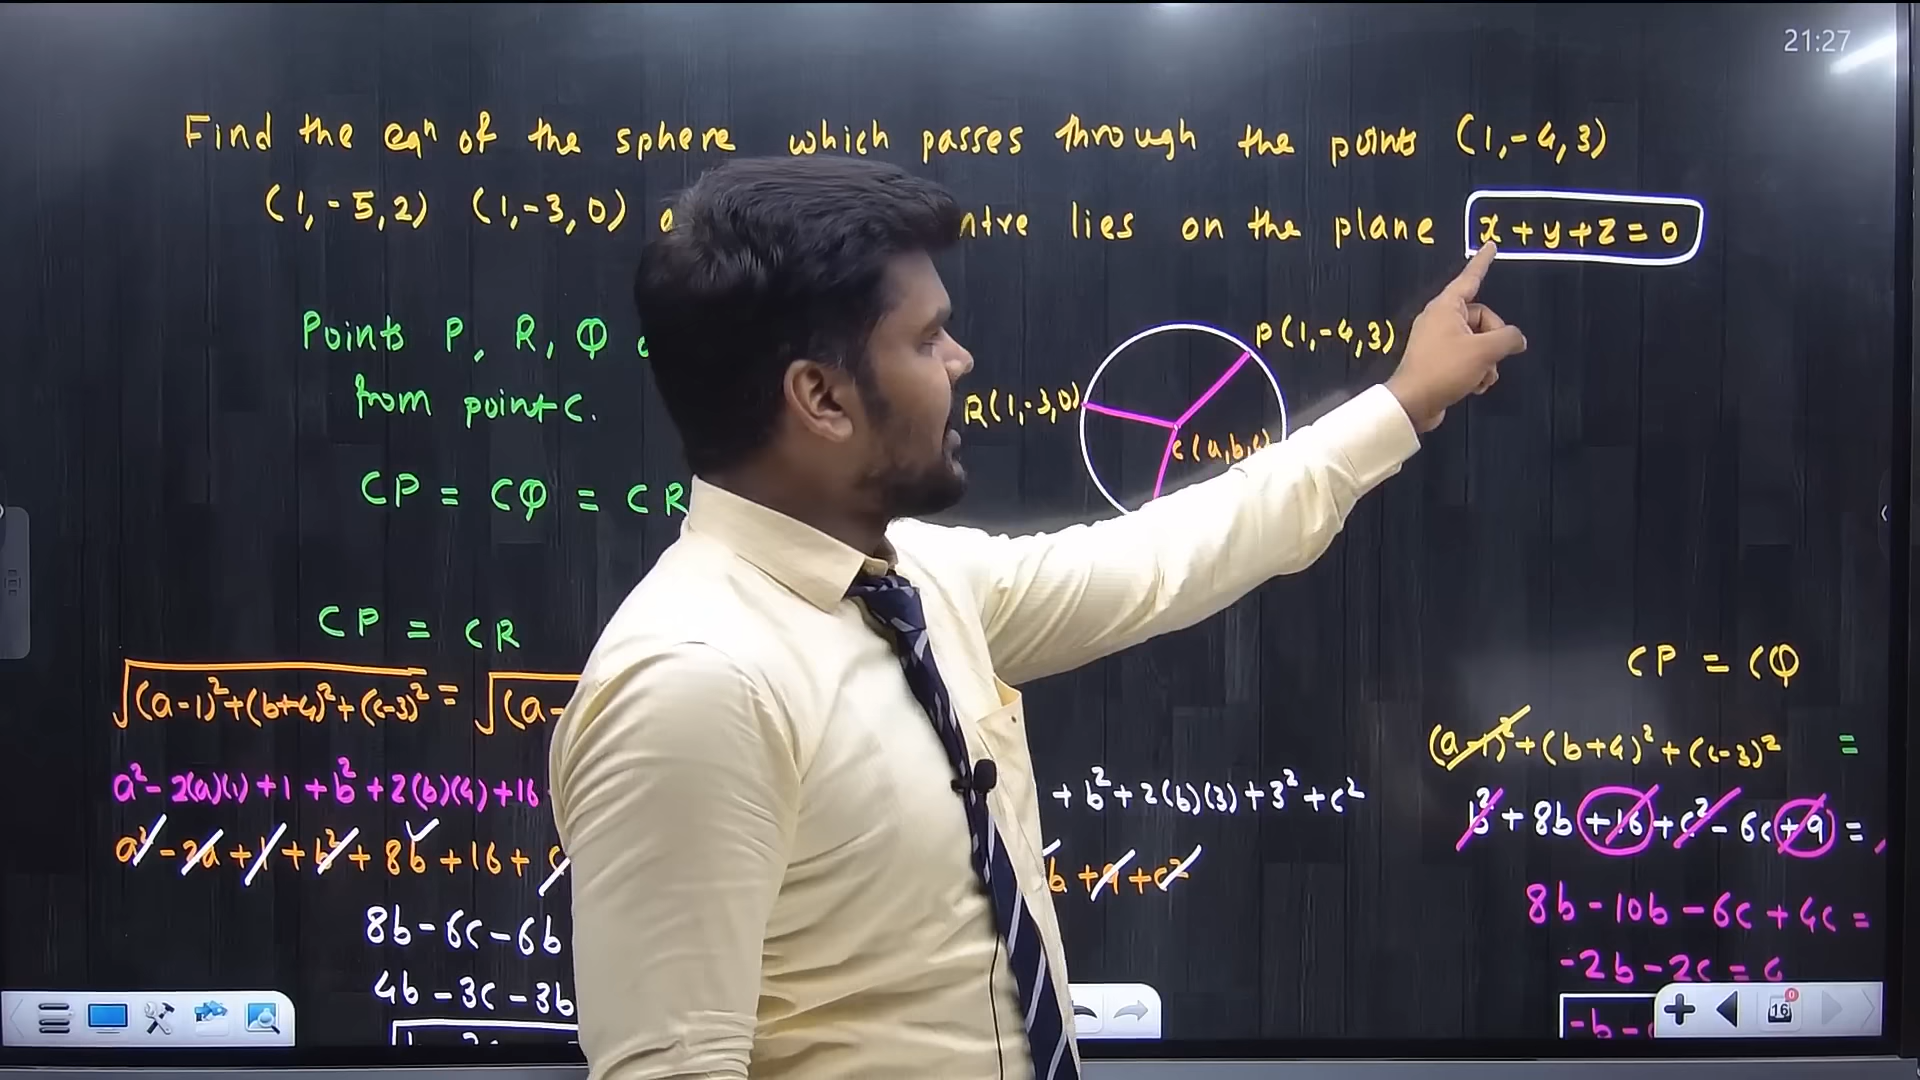 21:27
Find the eqⁿ of the sphere which passes through the points (1,-4,3)
(1,-5,2) (1,-3,0) lies on the plane x+y+z=0
Points P, R, Q
from point C.
P(1,-4,3)
R(1,-3,0)
C(a,b,c)
CP = CQ = CR
CP = CR
√(a-1)²+(b+4)²+(c-3)² = √(a-
a²-2(a)(1)+1+b²+2(b)(4)+16
+b²+2(b)(3)+3²+c²
a²-2a+1+b²+8b+16+
b+9+c²
8b-6c-6b
4b-3c-3b
CP = CQ
(a-1)²+(b+4)²+(c-3)² =
b²+8b+16+c²-6c+9=
8b-10b-6c+4c=
-2b-2c=
-b-
16
0